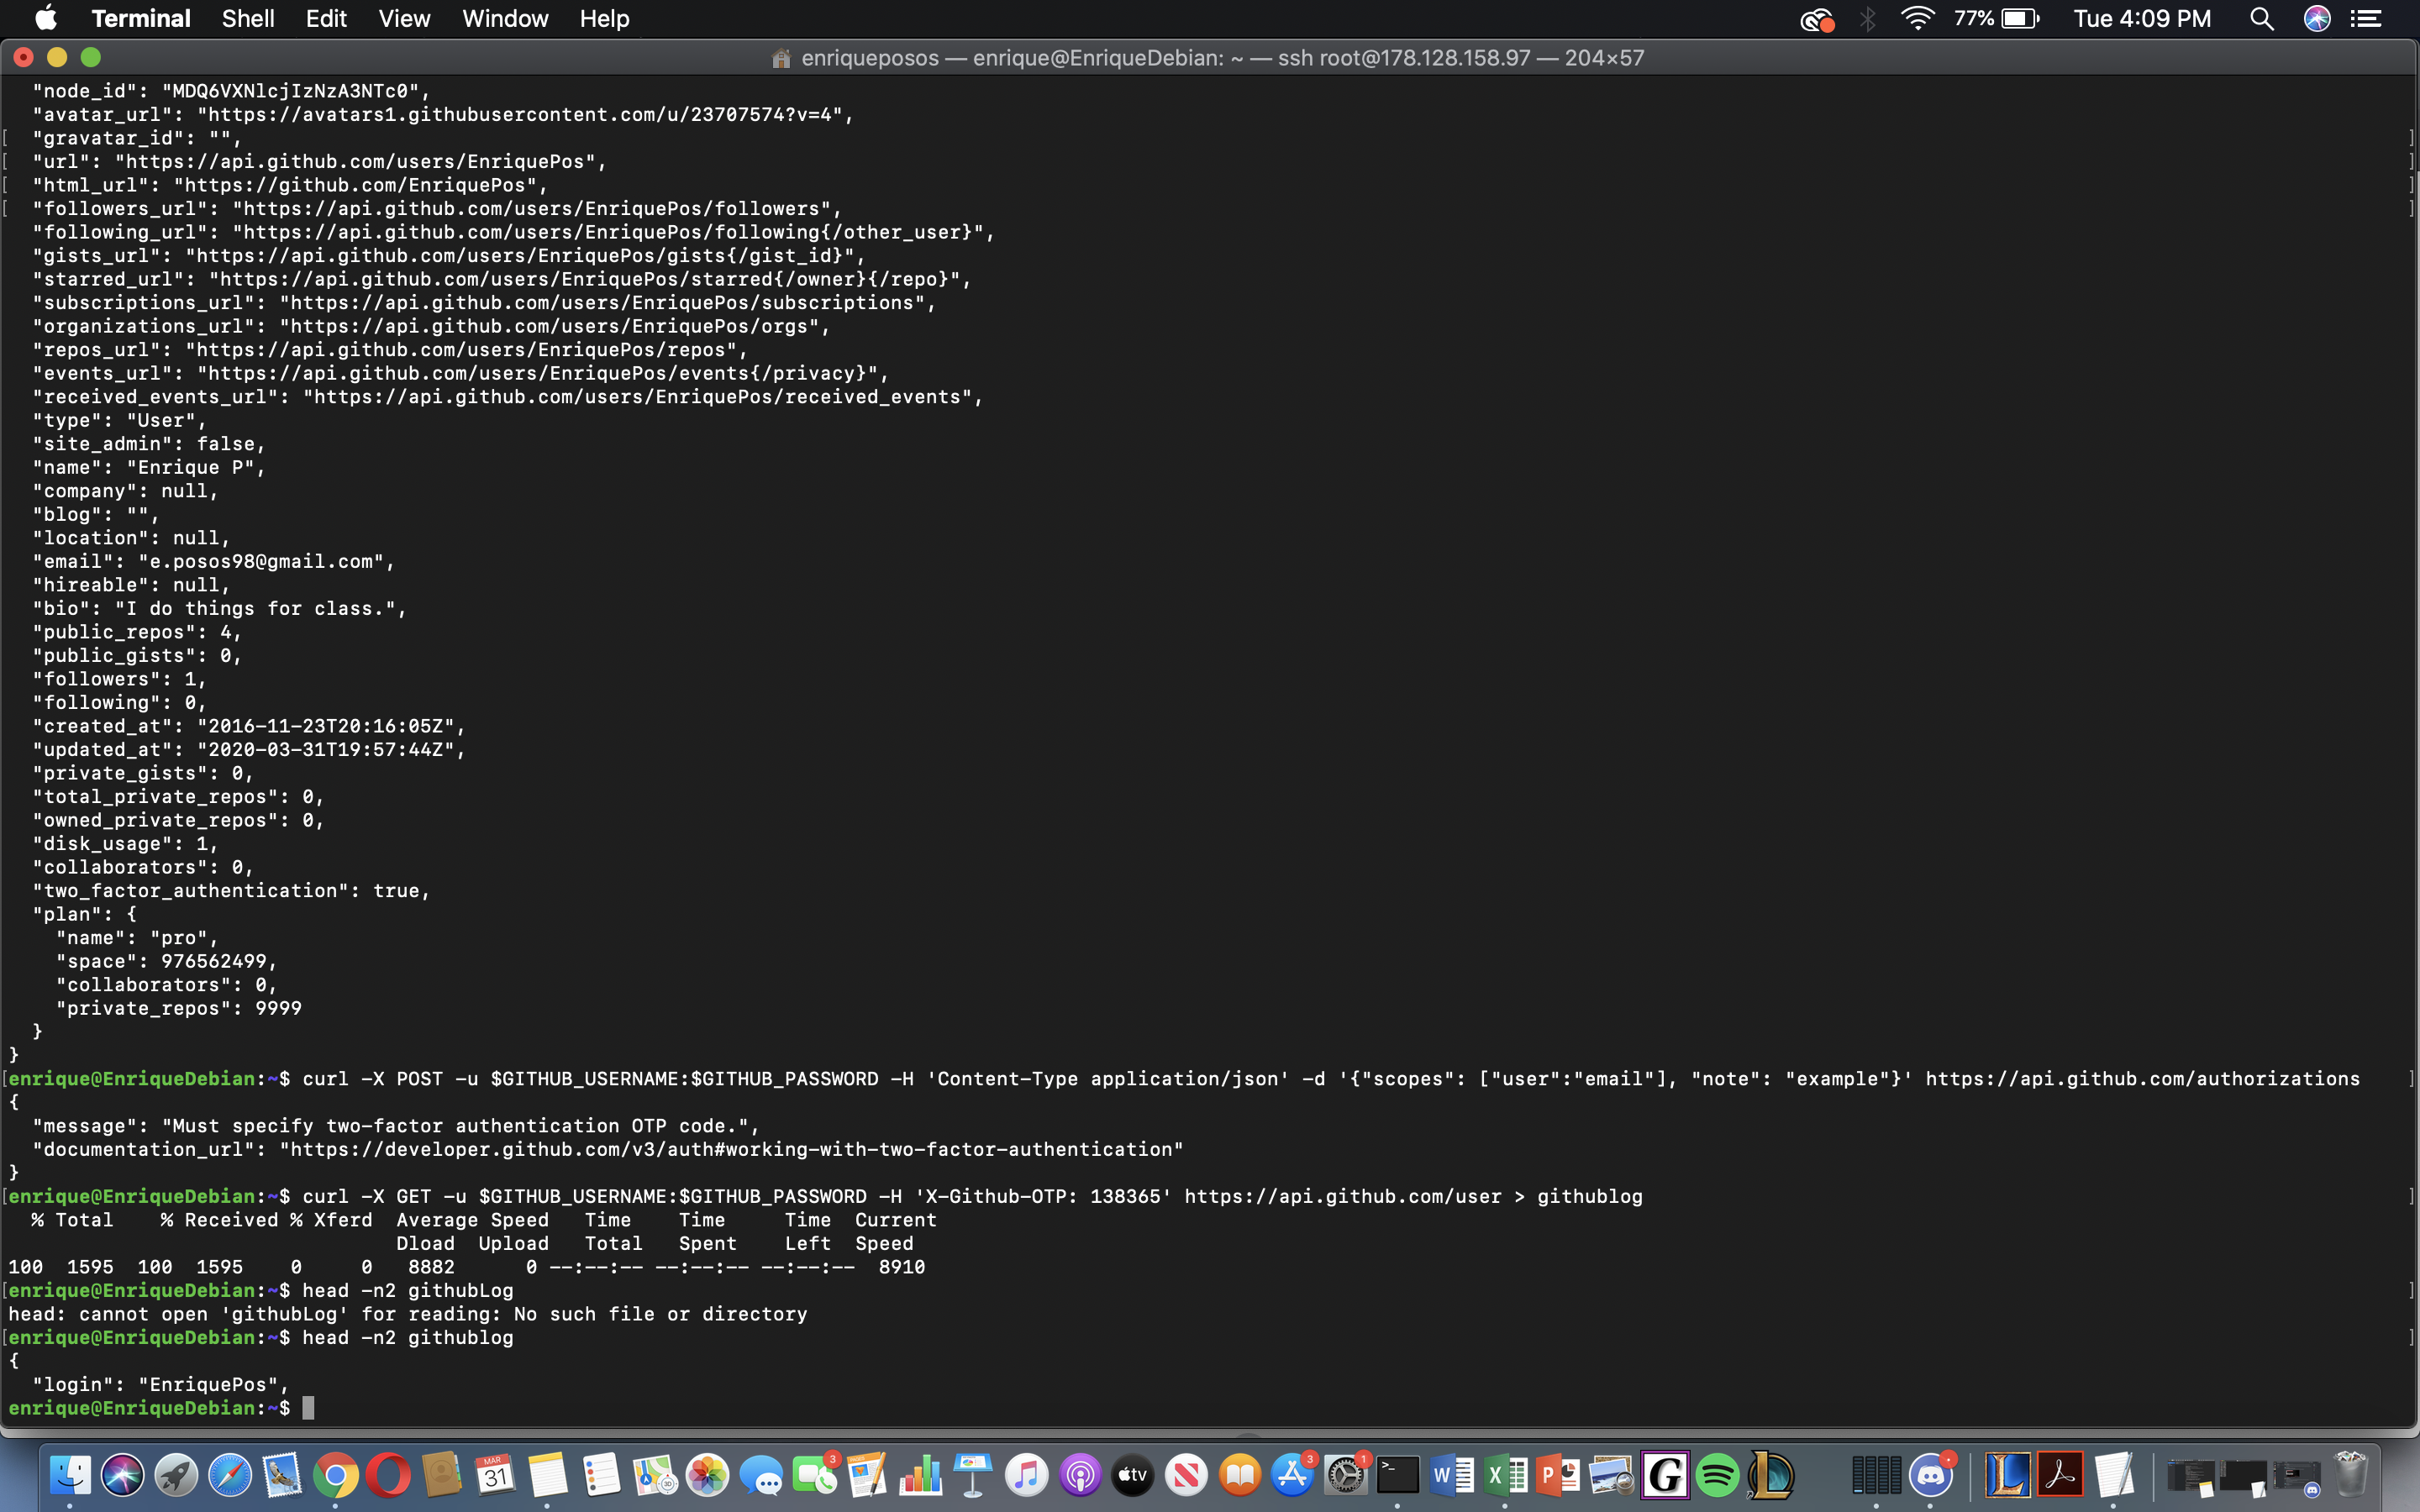 Terminal Shell Edit View Window Help 77% Tue 4:09 PM
enriqueposos — enrique@EnriqueDebian: ~ — ssh root@178.128.158.97 — 204×57
  "node_id": "MDQ6VXNlcjIzNzA3NTc0",
  "avatar_url": "https://avatars1.githubusercontent.com/u/23707574?v=4",
[ "gravatar_id": "", ]
[ "url": "https://api.github.com/users/EnriquePos", ]
[ "html_url": "https://github.com/EnriquePos", ]
[ "followers_url": "https://api.github.com/users/EnriquePos/followers", ]
  "following_url": "https://api.github.com/users/EnriquePos/following{/other_user}",
  "gists_url": "https://api.github.com/users/EnriquePos/gists{/gist_id}",
  "starred_url": "https://api.github.com/users/EnriquePos/starred{/owner}{/repo}",
  "subscriptions_url": "https://api.github.com/users/EnriquePos/subscriptions",
  "organizations_url": "https://api.github.com/users/EnriquePos/orgs",
  "repos_url": "https://api.github.com/users/EnriquePos/repos",
  "events_url": "https://api.github.com/users/EnriquePos/events{/privacy}",
  "received_events_url": "https://api.github.com/users/EnriquePos/received_events",
  "type": "User",
  "site_admin": false,
  "name": "Enrique P",
  "company": null,
  "blog": "",
  "location": null,
  "email": "e.posos98@gmail.com",
  "hireable": null,
  "bio": "I do things for class.",
  "public_repos": 4,
  "public_gists": 0,
  "followers": 1,
  "following": 0,
  "created_at": "2016-11-23T20:16:05Z",
  "updated_at": "2020-03-31T19:57:44Z",
  "private_gists": 0,
  "total_private_repos": 0,
  "owned_private_repos": 0,
  "disk_usage": 1,
  "collaborators": 0,
  "two_factor_authentication": true,
  "plan": {
    "name": "pro",
    "space": 976562499,
    "collaborators": 0,
    "private_repos": 9999
  }
}
[enrique@EnriqueDebian:~$ curl -X POST -u $GITHUB_USERNAME:$GITHUB_PASSWORD -H 'Content-Type application/json' -d '{"scopes": ["user":"email"], "note": "example"}' https://api.github.com/authorizations ]
{
  "message": "Must specify two-factor authentication OTP code.",
  "documentation_url": "https://developer.github.com/v3/auth#working-with-two-factor-authentication"
}
[enrique@EnriqueDebian:~$ curl -X GET -u $GITHUB_USERNAME:$GITHUB_PASSWORD -H 'X-Github-OTP: 138365' https://api.github.com/user > githublog ]
  % Total    % Received % Xferd  Average Speed   Time    Time     Time  Current
                                 Dload  Upload   Total   Spent    Left  Speed
100  1595  100  1595    0     0   8882      0 --:--:-- --:--:-- --:--:--  8910
[enrique@EnriqueDebian:~$ head -n2 githubLog ]
head: cannot open 'githubLog' for reading: No such file or directory
[enrique@EnriqueDebian:~$ head -n2 githublog ]
{
  "login": "EnriquePos",
enrique@EnriqueDebian:~$
MAR 31 3 tv 3 1 >_ W X P G L